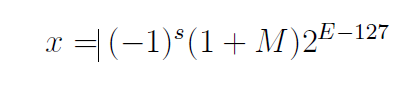 x =|(−1)^s(1 + M)2^{E−127}